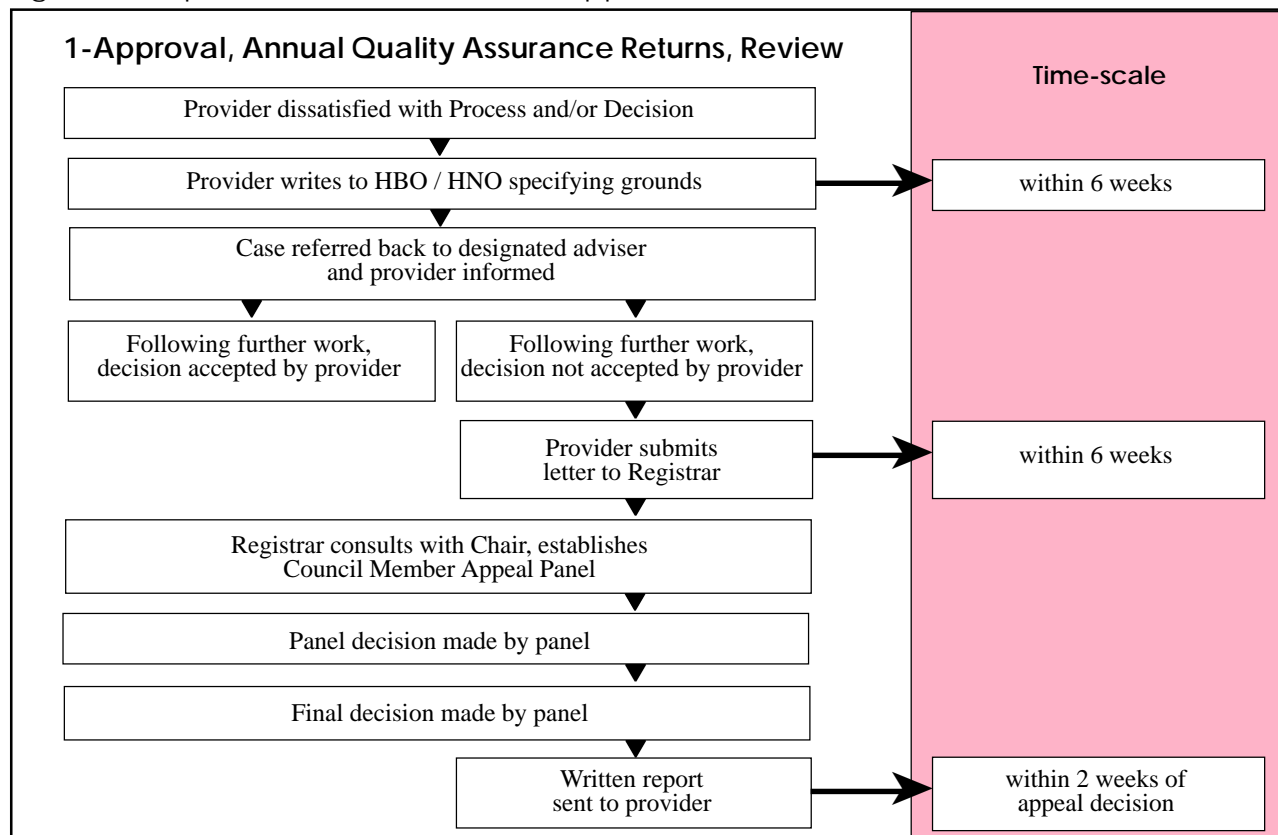 1-Approval, Annual Quality Assurance Returns, Review
Time-scale
Provider dissatisfied with Process and/or Decision
Provider writes to HBO / HNO specifying grounds
within 6 weeks
Case referred back to designated adviser
and provider informed
Following further work,
decision accepted by provider
Following further work,
decision not accepted by provider
Provider submits
letter to Registrar
within 6 weeks
Registrar consults with Chair, establishes
Council Member Appeal Panel
Panel decision made by panel
Final decision made by panel
Written report
sent to provider
within 2 weeks of
appeal decision